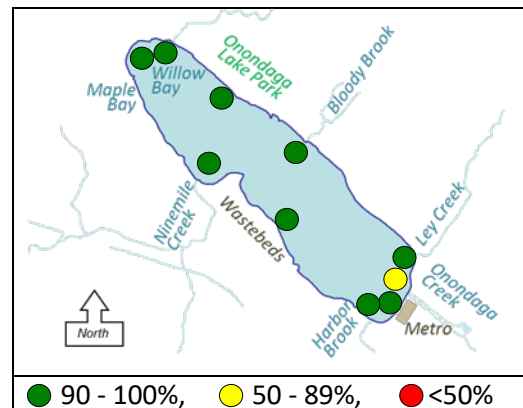 Onondaga
Lake Park
Willow
Bay
Maple
Bay
Bloody Brook
Ninemile
Creek
Wastebeds
Ley Creek
Onondaga
Creek
Harbor
Brook
Metro
North
90 - 100%, 50 - 89%, <50%